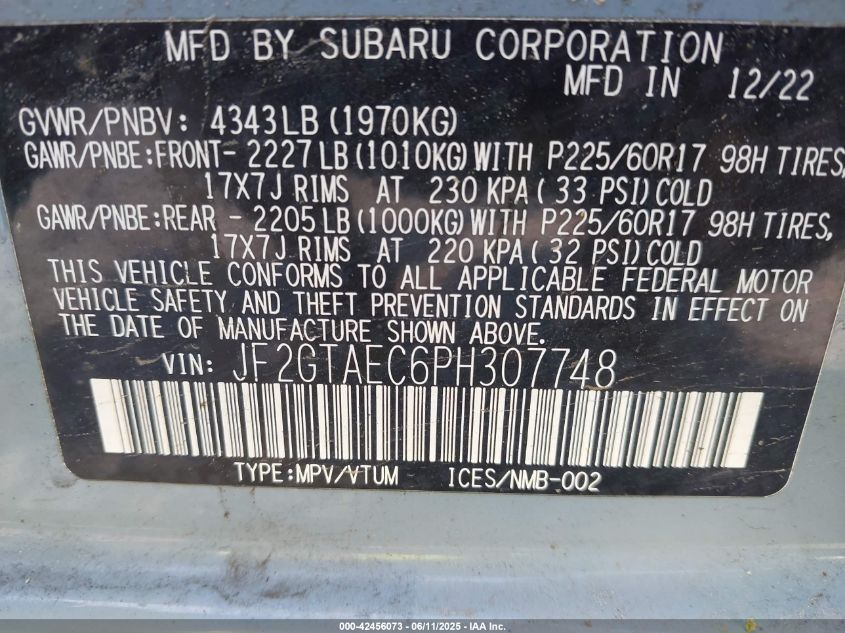 MFD BY SUBARU CORPORATION
MFD IN 12/22
GVWR/PNBV: 4343LB (1970KG)
GAWR/PNBE:FRONT- 2227 LB (1010KG) WITH P225/60R17 98H TIRES,
17X7J RIMS AT 230 KPA ( 33 PSI) COLD
GAWR/PNBE:REAR - 2205 LB (1000KG) WITH P225/60R17 98H TIRES,
17X7J RIMS AT 220 KPA ( 32 PSI) COLD
THIS VEHICLE CONFORMS TO ALL APPLICABLE FEDERAL MOTOR
VEHICLE SAFETY AND THEFT PREVENTION STANDARDS IN EFFECT ON
THE DATE OF MANUFACTURE SHOWN ABOVE.
VIN: JF2GTAEC6PH307748
TYPE:MPV/VTUM ICES/NMB-002
000-42456073 - 06/11/2025 - IAA Inc.